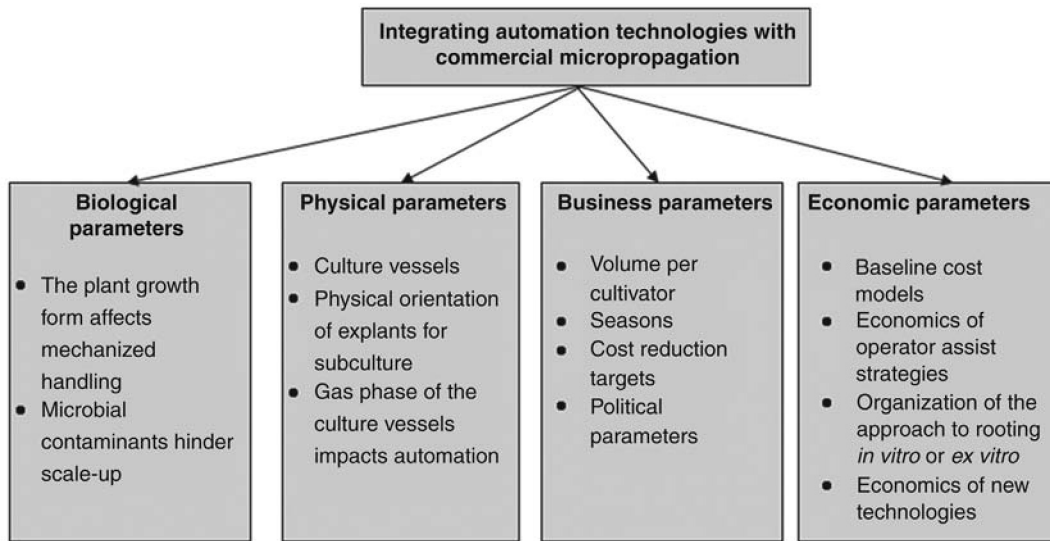 Integrating automation technologies with
commercial micropropagation
Biological
parameters
• The plant growth
form affects
mechanized
handling
• Microbial
contaminants hinder
scale-up
Physical parameters
• Culture vessels
• Physical orientation
of explants for
subculture
• Gas phase of the
culture vessels
impacts automation
Business parameters
• Volume per
cultivator
• Seasons
• Cost reduction
targets
• Political
parameters
Economic parameters
• Baseline cost
models
• Economics of
operator assist
strategies
• Organization of the
approach to rooting
in vitro or ex vitro
• Economics of new
technologies